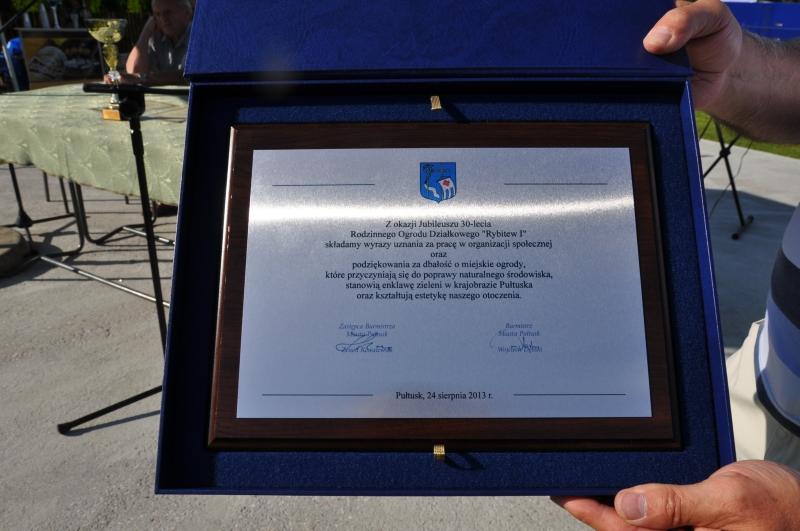 Z okazji Jubileuszu 30-lecia
Rodzinnego Ogrodu Działkowego "Rybitew I"
składamy wyrazy uznania za pracę w organizacji społecznej
oraz
podziękowania za dbałość o miejskie ogrody,
które przyczyniają się do poprawy naturalnego środowiska,
stanowią enklawę zieleni w krajobrazie Pułtuska
oraz kształtują estetykę naszego otoczenia.
Zastępca Burmistrza
Miasta Pułtusk
Burmistrz
Miasta Pułtusk
Wojciech Dębski
Pułtusk, 24 sierpnia 2013 r.